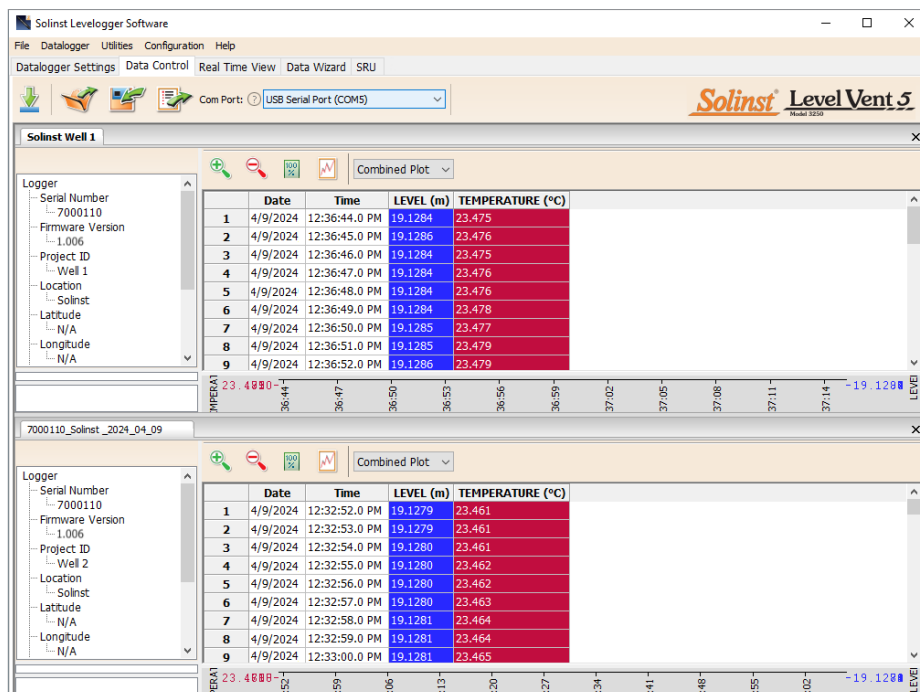 Solinst Levelogger Software
File Datalogger Utilities Configuration Help
Datalogger Settings Data Control Real Time View Data Wizard SRU
Com Port: ? USB Serial Port (COM5)
Solinst® Level Vent 5
Model 3250
Solinst Well 1
100 %
Combined Plot
Logger
Serial Number
7000110
Firmware Version
1.006
Project ID
Well 1
Location
Solinst
Latitude
N/A
Longitude
N/A
Date Time LEVEL (m) TEMPERATURE (°C)
1 4/9/2024 12:36:44.0 PM 19.1284 23.475
2 4/9/2024 12:36:45.0 PM 19.1286 23.476
3 4/9/2024 12:36:46.0 PM 19.1284 23.475
4 4/9/2024 12:36:47.0 PM 19.1284 23.476
5 4/9/2024 12:36:48.0 PM 19.1284 23.476
6 4/9/2024 12:36:49.0 PM 19.1284 23.478
7 4/9/2024 12:36:50.0 PM 19.1285 23.477
8 4/9/2024 12:36:51.0 PM 19.1285 23.479
9 4/9/2024 12:36:52.0 PM 19.1286 23.479
36:44 36:47 36:50 36:53 36:56 36:59 37:02 37:05 37:08 37:11 37:14
LEVEL
7000110_Solinst _2024_04_09
100 %
Combined Plot
Logger
Serial Number
7000110
Firmware Version
1.006
Project ID
Well 2
Location
Solinst
Latitude
N/A
Longitude
N/A
Date Time LEVEL (m) TEMPERATURE (°C)
1 4/9/2024 12:32:52.0 PM 19.1279 23.461
2 4/9/2024 12:32:53.0 PM 19.1279 23.461
3 4/9/2024 12:32:54.0 PM 19.1280 23.461
4 4/9/2024 12:32:55.0 PM 19.1280 23.462
5 4/9/2024 12:32:56.0 PM 19.1280 23.462
6 4/9/2024 12:32:57.0 PM 19.1280 23.463
7 4/9/2024 12:32:58.0 PM 19.1281 23.464
8 4/9/2024 12:32:59.0 PM 19.1281 23.464
9 4/9/2024 12:33:00.0 PM 19.1281 23.465
:52 :59 :06 :13 :20 :27 :34 :41 :48 :55 :02